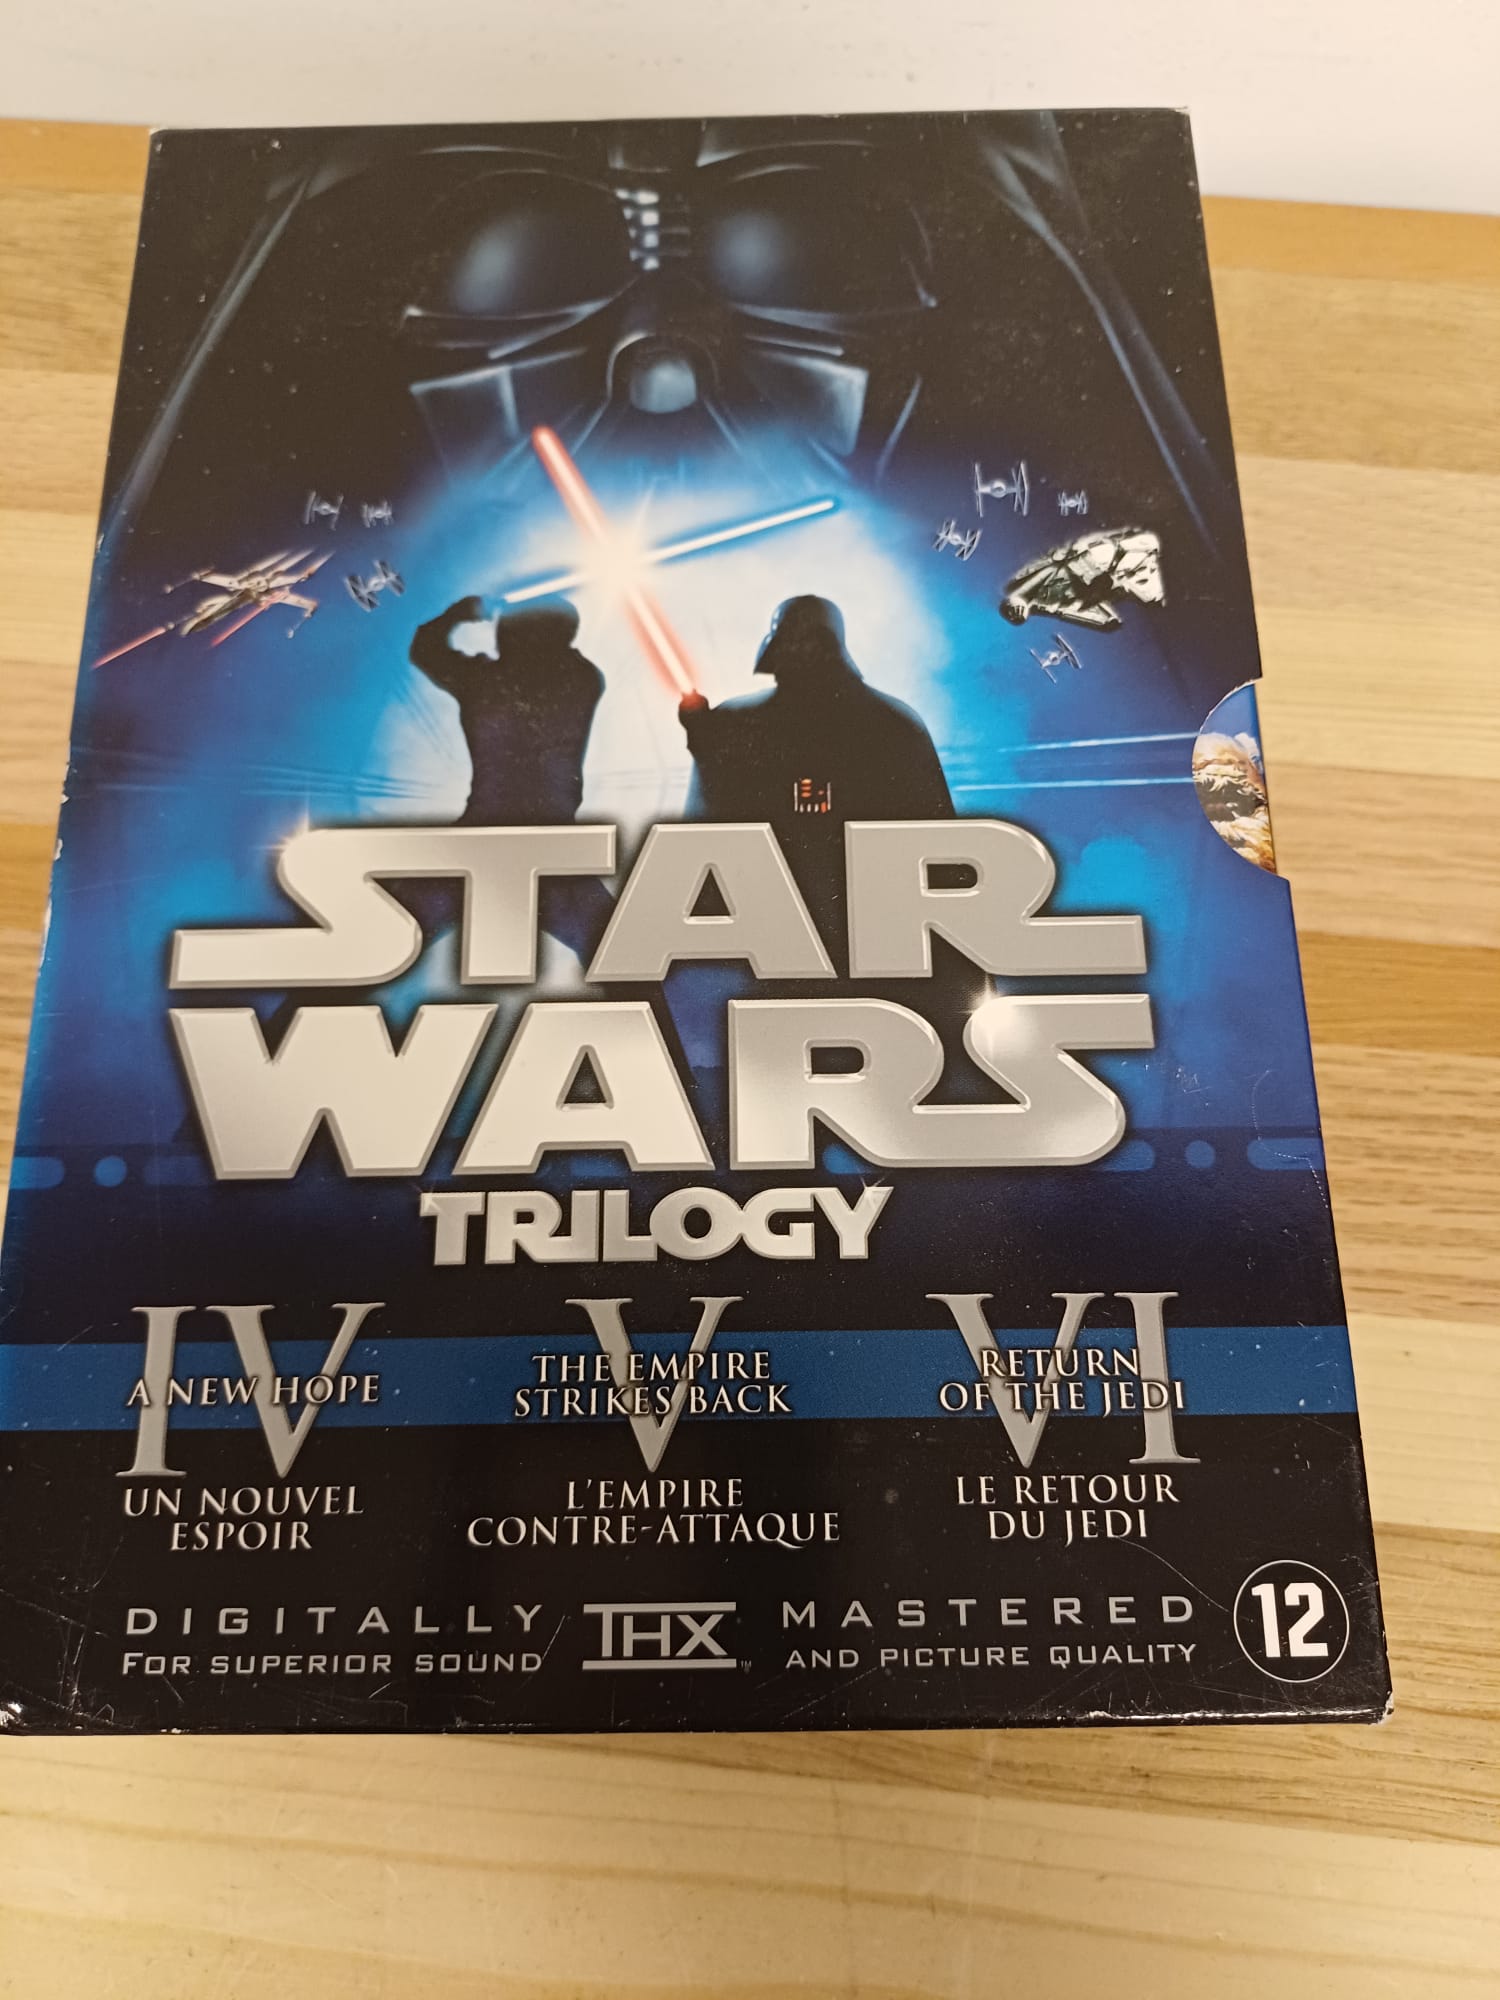 STAR
WARS
TRILOGY
IV
A NEW HOPE
UN NOUVEL
ESPOIR
V
THE EMPIRE
STRIKES BACK
L'EMPIRE
CONTRE-ATTAQUE
VI
RETURN
OF THE JEDI
LE RETOUR
DU JEDI
DIGITALLY THX MASTERED
FOR SUPERIOR SOUND AND PICTURE QUALITY
TM
12